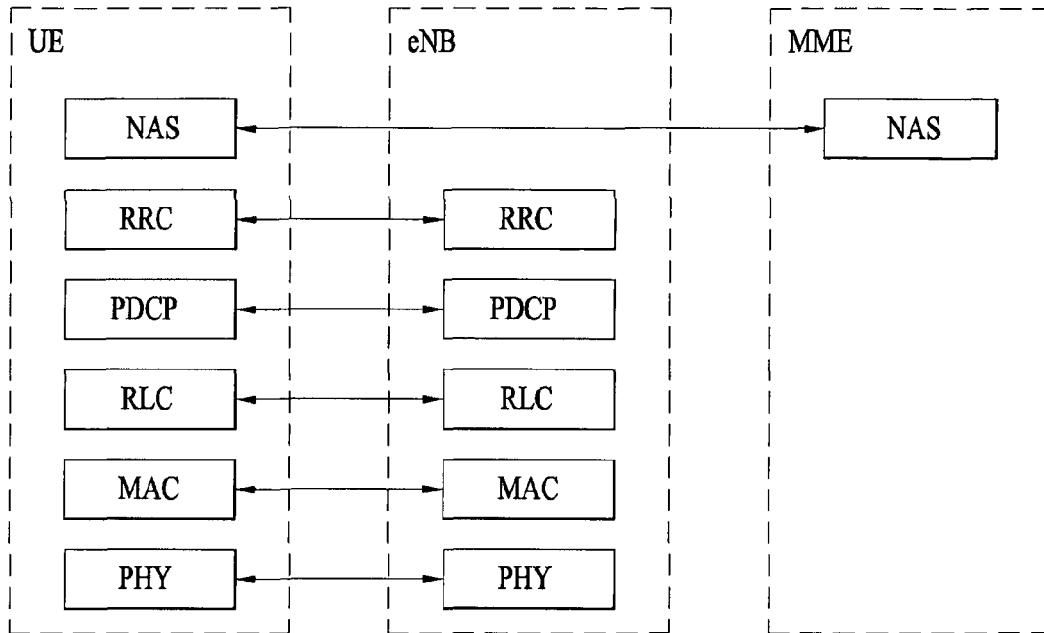 UE eNB MME
NAS NAS
RRC RRC
PDCP PDCP
RLC RLC
MAC MAC
PHY PHY